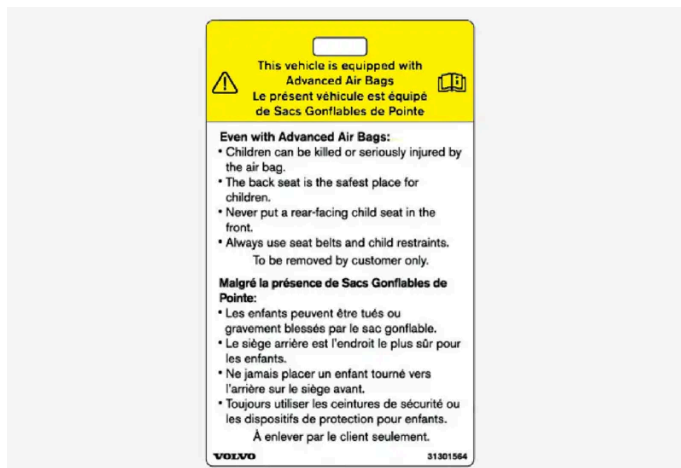 This vehicle is equipped with
Advanced Air Bags
Le présent véhicule est équipé
de Sacs Gonflables de Pointe
Even with Advanced Air Bags:
• Children can be killed or seriously injured by
the air bag.
• The back seat is the safest place for
children.
• Never put a rear-facing child seat in the
front.
• Always use seat belts and child restraints.
To be removed by customer only.
Malgré la présence de Sacs Gonflables de
Pointe:
• Les enfants peuvent être tués ou
gravement blessés par le sac gonflable.
• Le siège arrière est l'endroit le plus sûr pour
les enfants.
• Ne jamais placer un enfant tourné vers
l'arrière sur le siège avant.
• Toujours utiliser les ceintures de sécurité ou
les dispositifs de protection pour enfants.
À enlever par le client seulement.
VOLVO 31301564